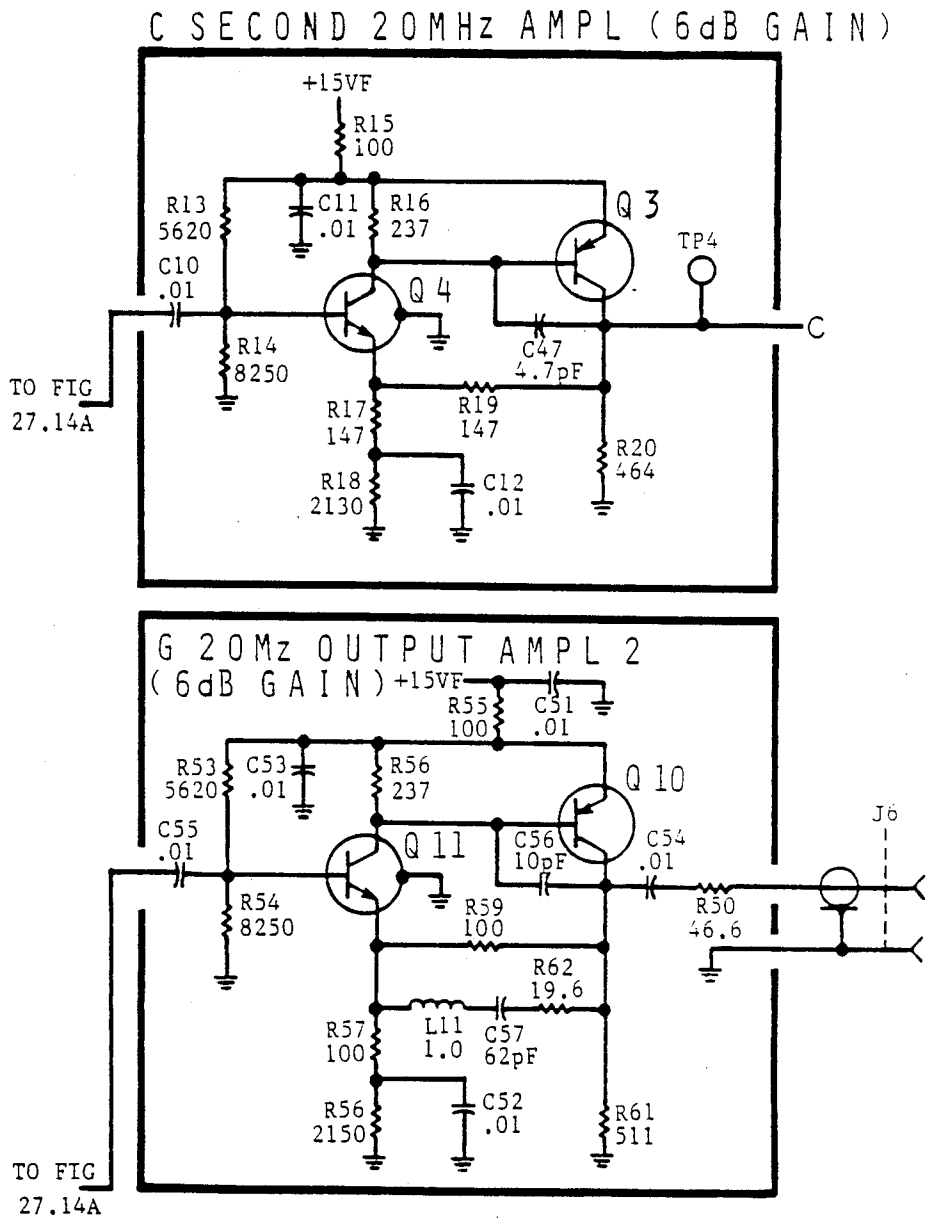 C SECOND 20MHz AMPL (6dB GAIN)
+15VF
R15
100
R13
5620
C11
.01
R16
237
Q3
TP4
C10
.01
Q4
C
C47
4.7pF
R14
8250
TO FIG
27.14A
R17
147
R19
147
R20
464
R18
2130
C12
.01
G 20Mz OUTPUT AMPL 2
(6dB GAIN)
+15VF
R55
100
C51
.01
R53
5620
C53
.01
R56
237
Q10
J6
C55
.01
Q11
C56
10pF
C54
.01
R54
8250
R59
100
R50
46.6
R62
19.6
R57
100
L11
1.0
C57
62pF
R56
2150
C52
.01
R61
511
TO FIG
27.14A